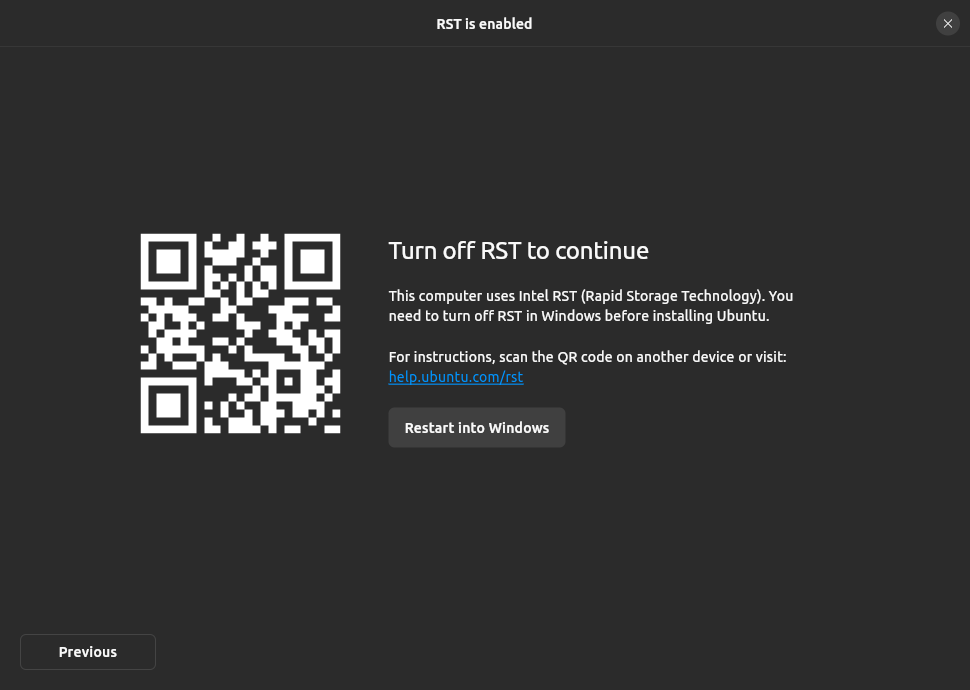 RST is enabled
Turn off RST to continue
This computer uses Intel RST (Rapid Storage Technology). You
need to turn off RST in Windows before installing Ubuntu.
For instructions, scan the QR code on another device or visit:
help.ubuntu.com/rst
Restart into Windows
Previous